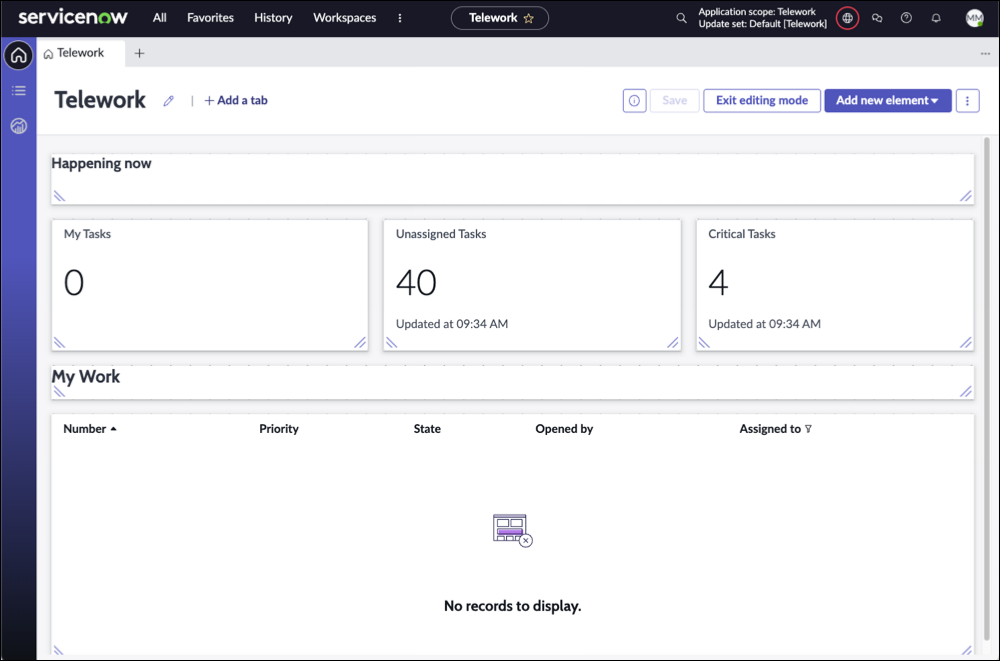 servicenow All Favorites History Workspaces Telework Application scope: Telework
Update set: Default [Telework] MM
Telework
Telework + Add a tab Save Exit editing mode Add new element
Happening now
My Tasks
0
Unassigned Tasks
40
Updated at 09:34 AM
Critical Tasks
4
Updated at 09:34 AM
My Work
Number Priority State Opened by Assigned to
No records to display.